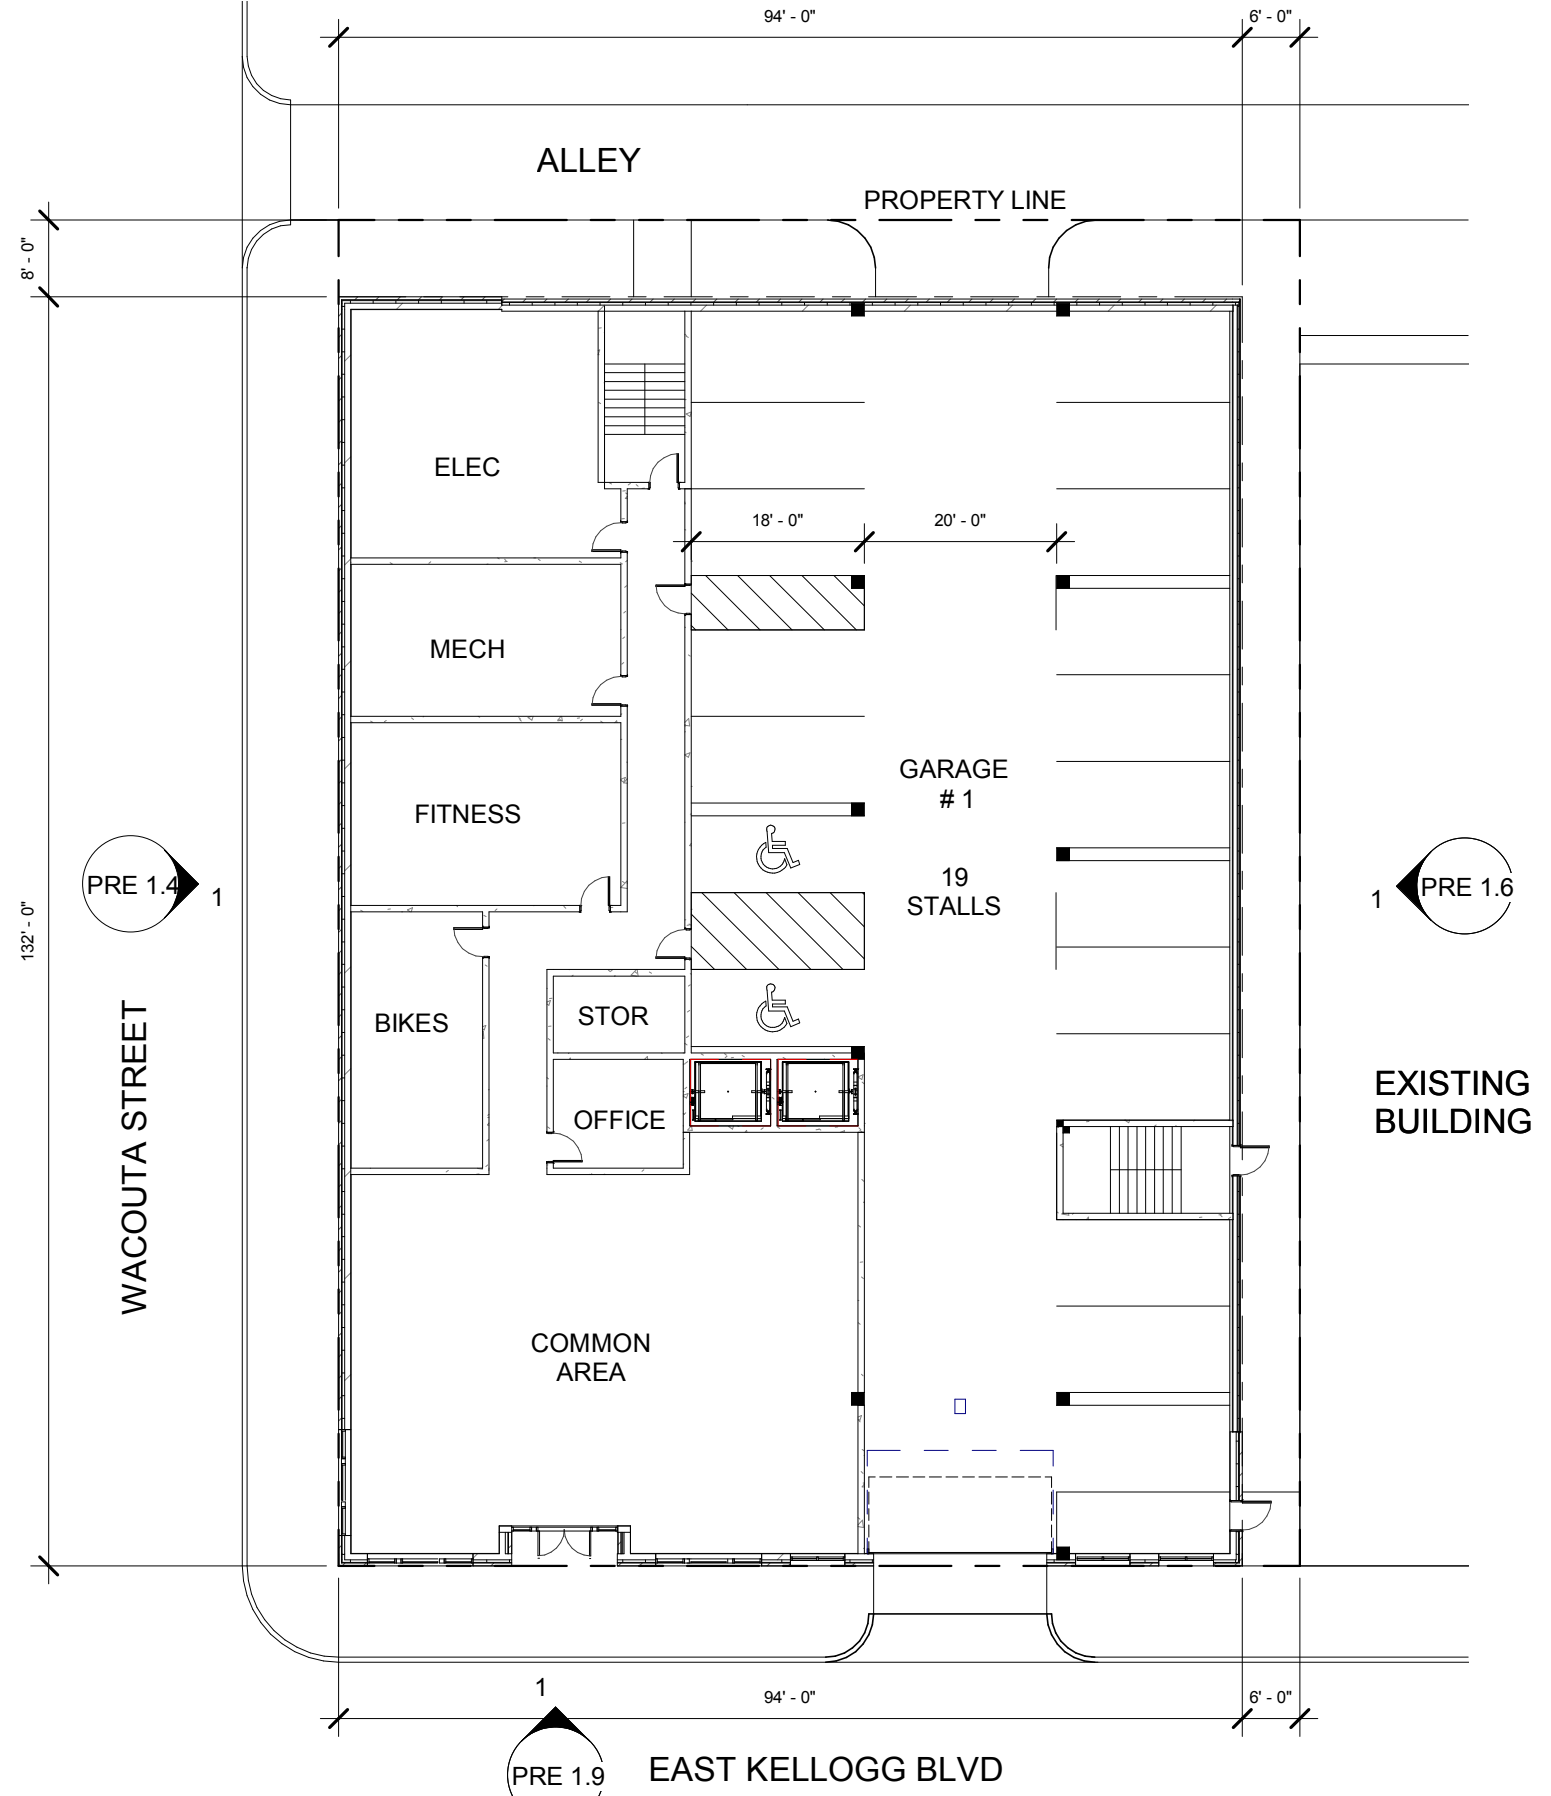 94' - 0"
6' - 0"
ALLEY
PROPERTY LINE
8' - 0"
ELEC
18' - 0"
20' - 0"
MECH
GARAGE
# 1
FITNESS
19
STALLS
PRE 1.4
1
1
PRE 1.6
132' - 0"
BIKES
STOR
WACOUTA STREET
OFFICE
EXISTING
BUILDING
COMMON
AREA
1
94' - 0"
6' - 0"
PRE 1.9
EAST KELLOGG BLVD